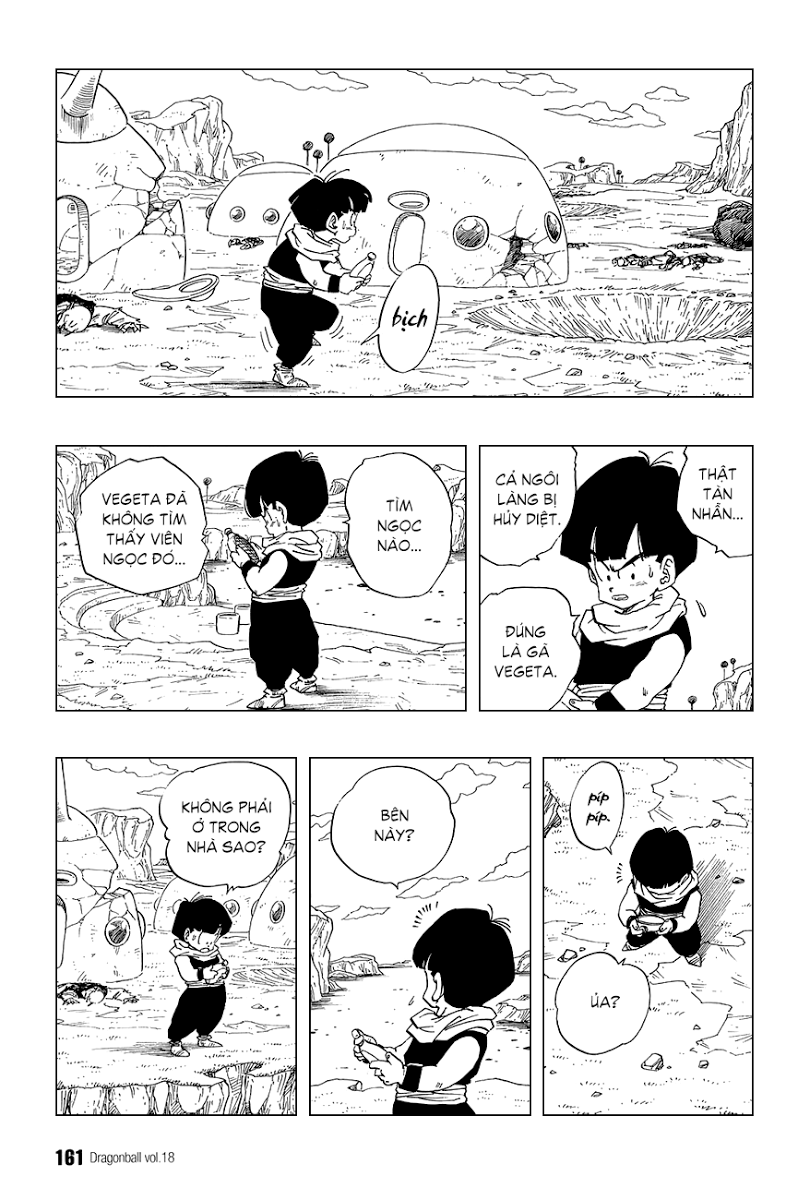 bịch
THẬT
TÀN
NHẪN...
CẢ NGÔI
LÀNG BỊ
HỦY DIỆT.
ĐÚNG
LÀ GÃ
VEGETA.
TÌM
NGỌC
NÀO...
VEGETA ĐÃ
KHÔNG TÌM
THẤY VIÊN
NGỌC ĐÓ...
píp
píp.
ỦA?
BÊN
NÀY?
KHÔNG PHẢI
Ở TRONG
NHÀ SAO?
161 Dragonball vol.18